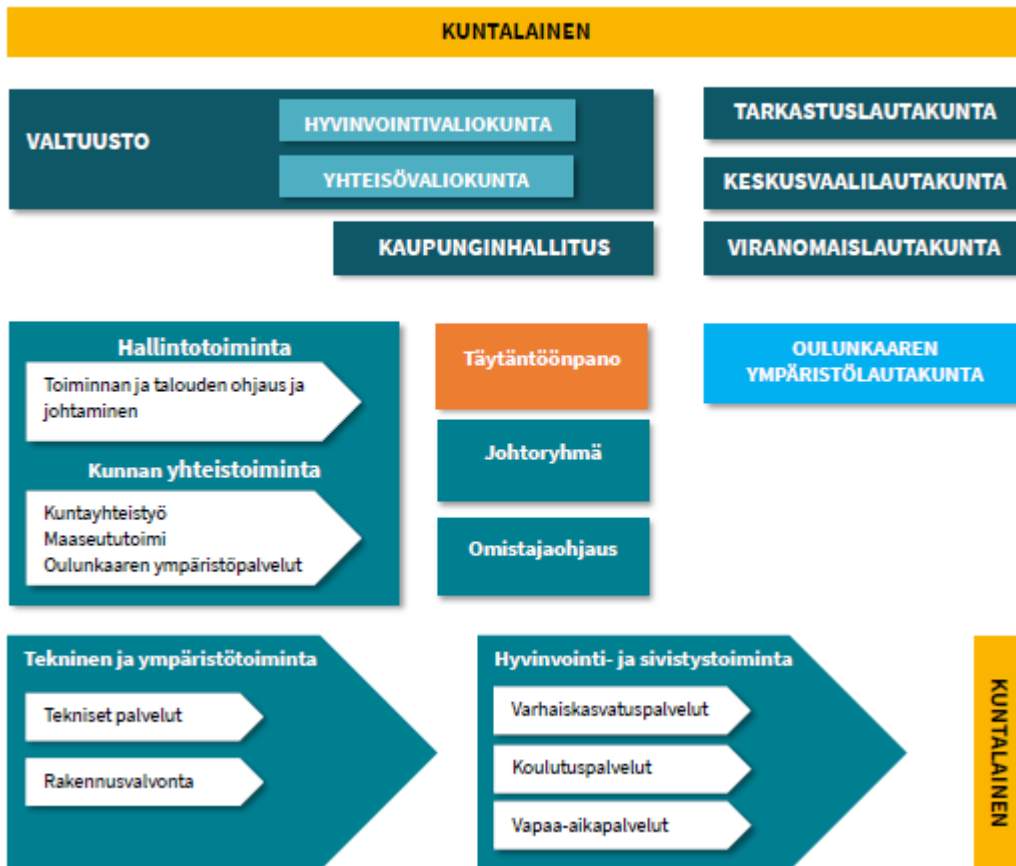 KUNTALAINEN
VALTUUSTO
HYVINVOINTIVALIOKUNTA
YHTEISÖVALIOKUNTA
KAUPUNGINHALLITUS
TARKASTUSLAUTAKUNTA
KESKUSVAALILAUTAKUNTA
VIRANOMAISLAUTAKUNTA
Hallintotoiminta
Toiminnan ja talouden ohjaus ja
johtaminen
Kunnan yhteistoiminta
Kuntayhteistyö
Maaseututoimi
Oulunkaaren ympäristöpalvelut
Täytäntöönpano
Johtoryhmä
Omistajaohjaus
OULUNKAAREN
YMPÄRISTÖLAUTAKUNTA
Tekninen ja ympäristötoiminta
Tekniset palvelut
Rakennusvalvonta
Hyvinvointi- ja sivistystoiminta
Varhaiskasvatuspalvelut
Koulutuspalvelut
Vapaa-aikapalvelut
KUNTALAINEN